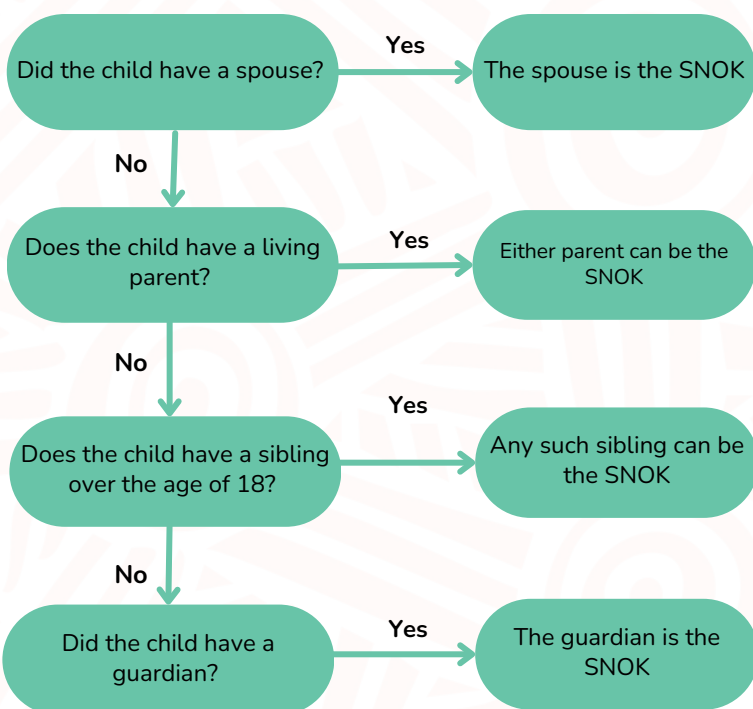 Did the child have a spouse?
Yes
The spouse is the SNOK
No
Does the child have a living
parent?
Yes
Either parent can be the
SNOK
No
Does the child have a sibling
over the age of 18?
Yes
Any such sibling can be
the SNOK
No
Did the child have a
guardian?
Yes
The guardian is the
SNOK